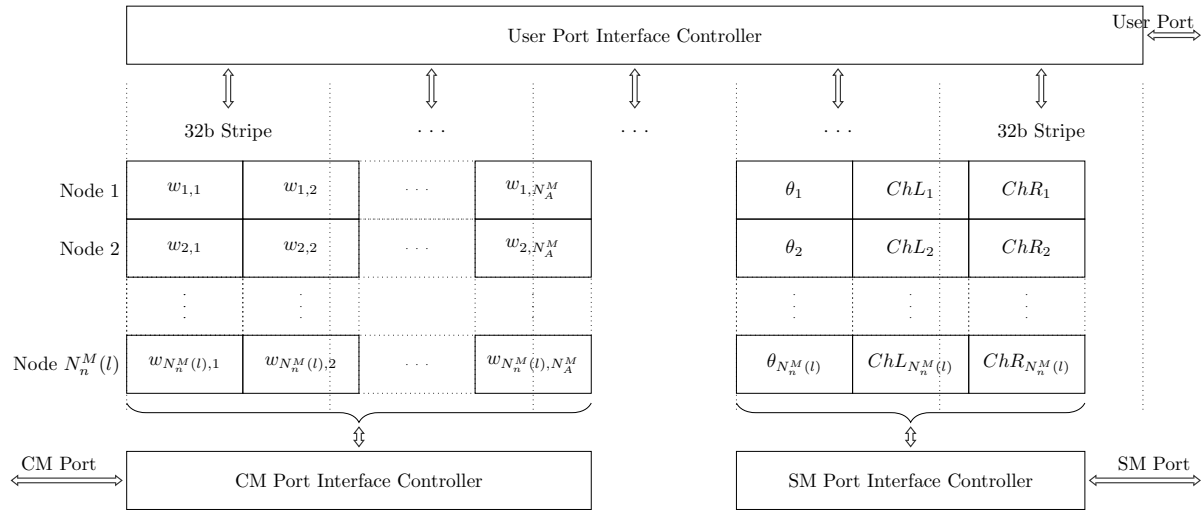 User Port Interface Controller
User Port
32b Stripe . . . . . . . . . 32b Stripe
Node 1 w_{1,1} w_{1,2} . . . w_{1,N_A^M} θ_1 ChL_1 ChR_1
Node 2 w_{2,1} w_{2,2} . . . w_{2,N_A^M} θ_2 ChL_2 ChR_2
Node N_n^M(l) w_{N_n^M(l),1} w_{N_n^M(l),2} . . . w_{N_n^M(l),N_A^M} θ_{N_n^M(l)} ChL_{N_n^M(l)} ChR_{N_n^M(l)}
CM Port
CM Port Interface Controller
SM Port Interface Controller
SM Port